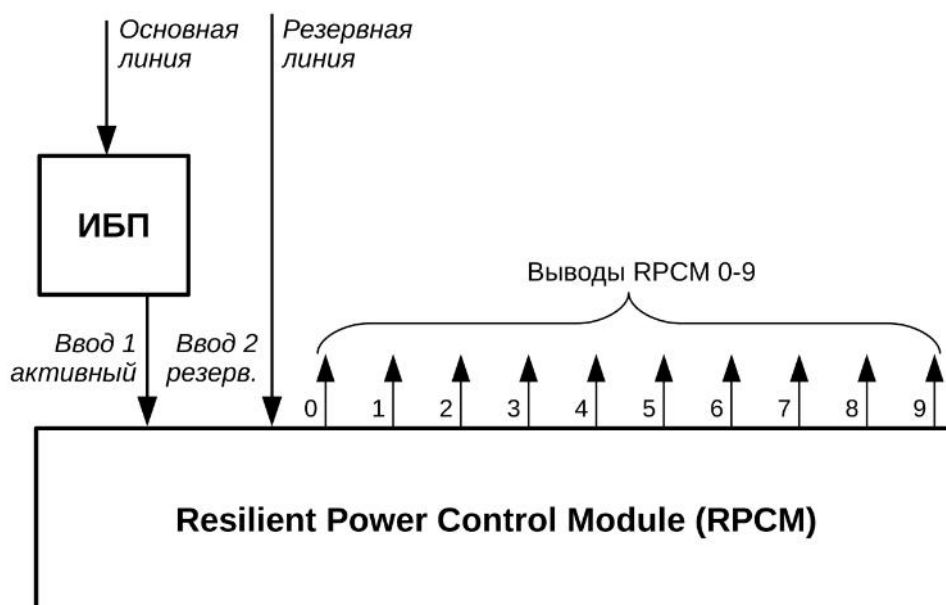 Основная
линия
Резервная
линия
ИБП
Выводы RPCM 0-9
Ввод 1
активный
Ввод 2
резерв.
0 1 2 3 4 5 6 7 8 9
Resilient Power Control Module (RPCM)